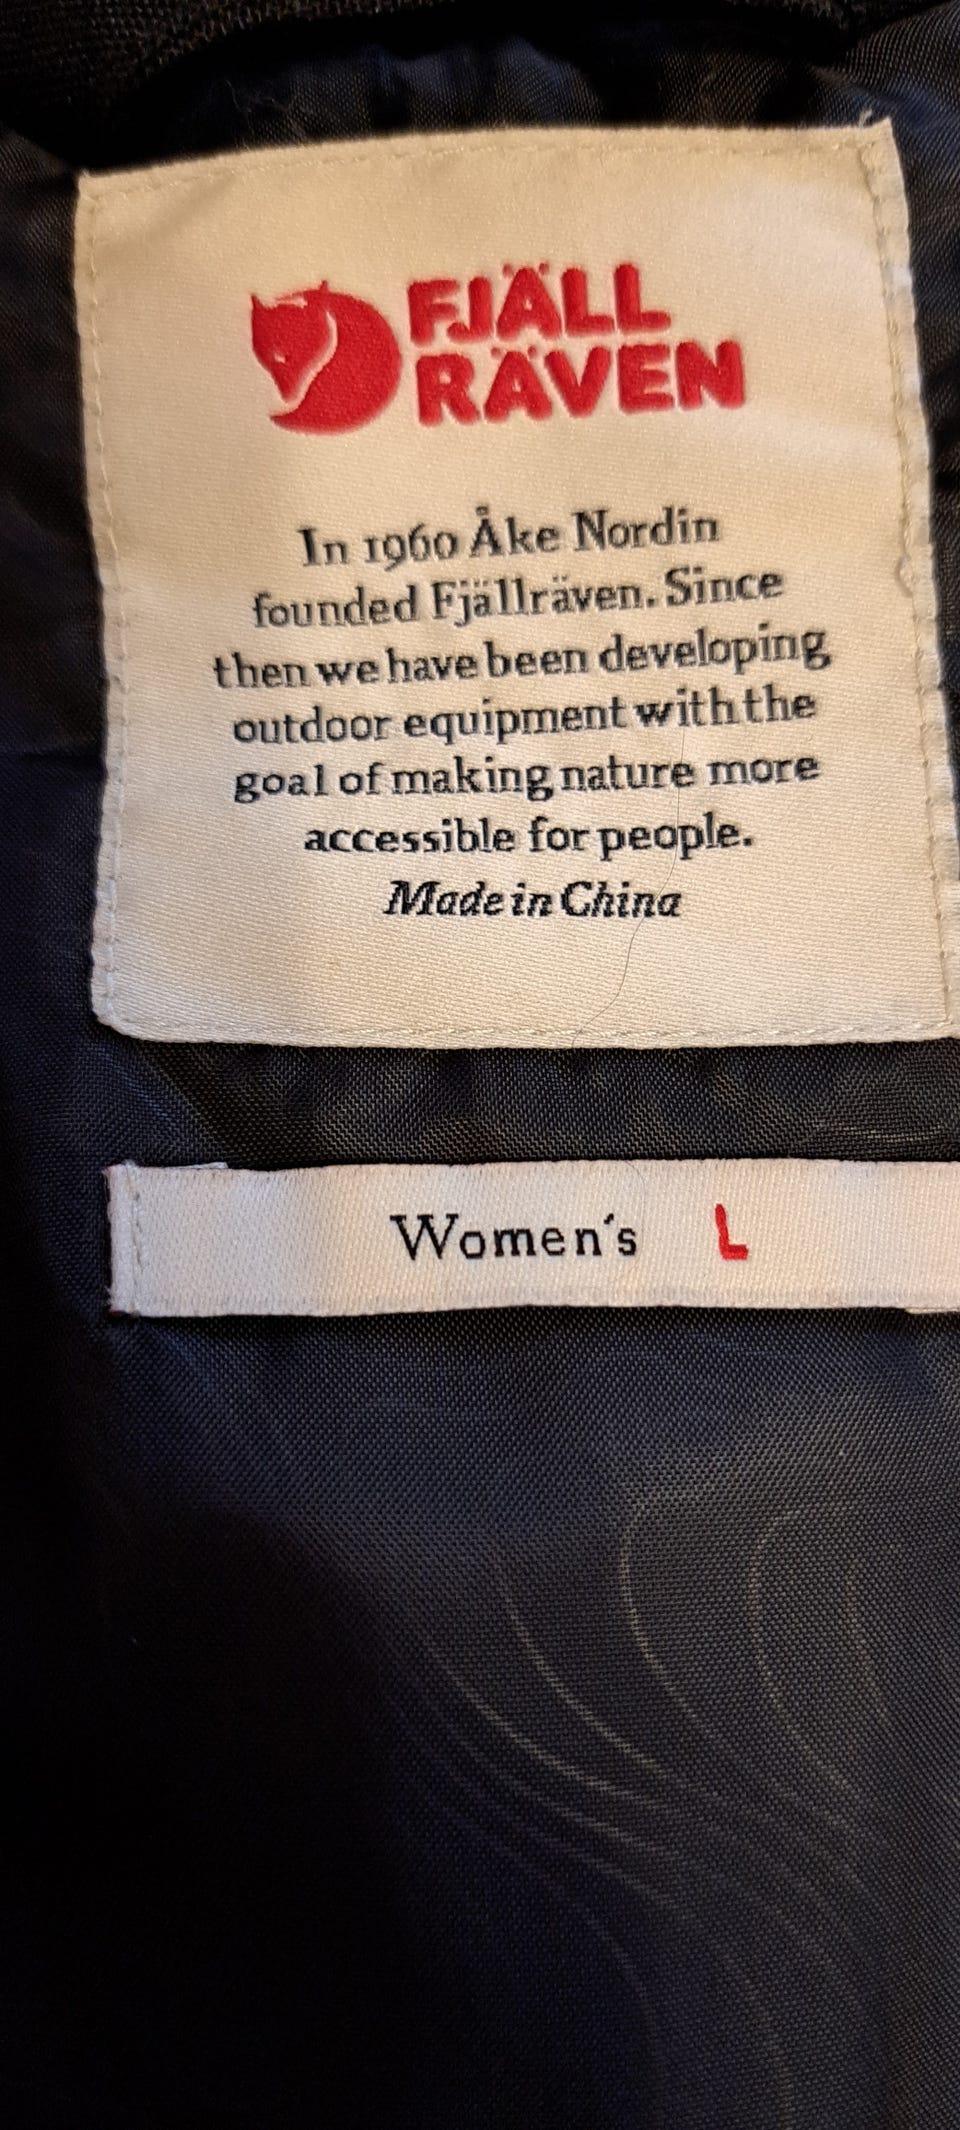 FJÄLL
RÄVEN
In 1960 Åke Nordin
founded Fjällräven. Since
then we have been developing
outdoor equipment with the
goal of making nature more
accessible for people.
Made in China
Women's L